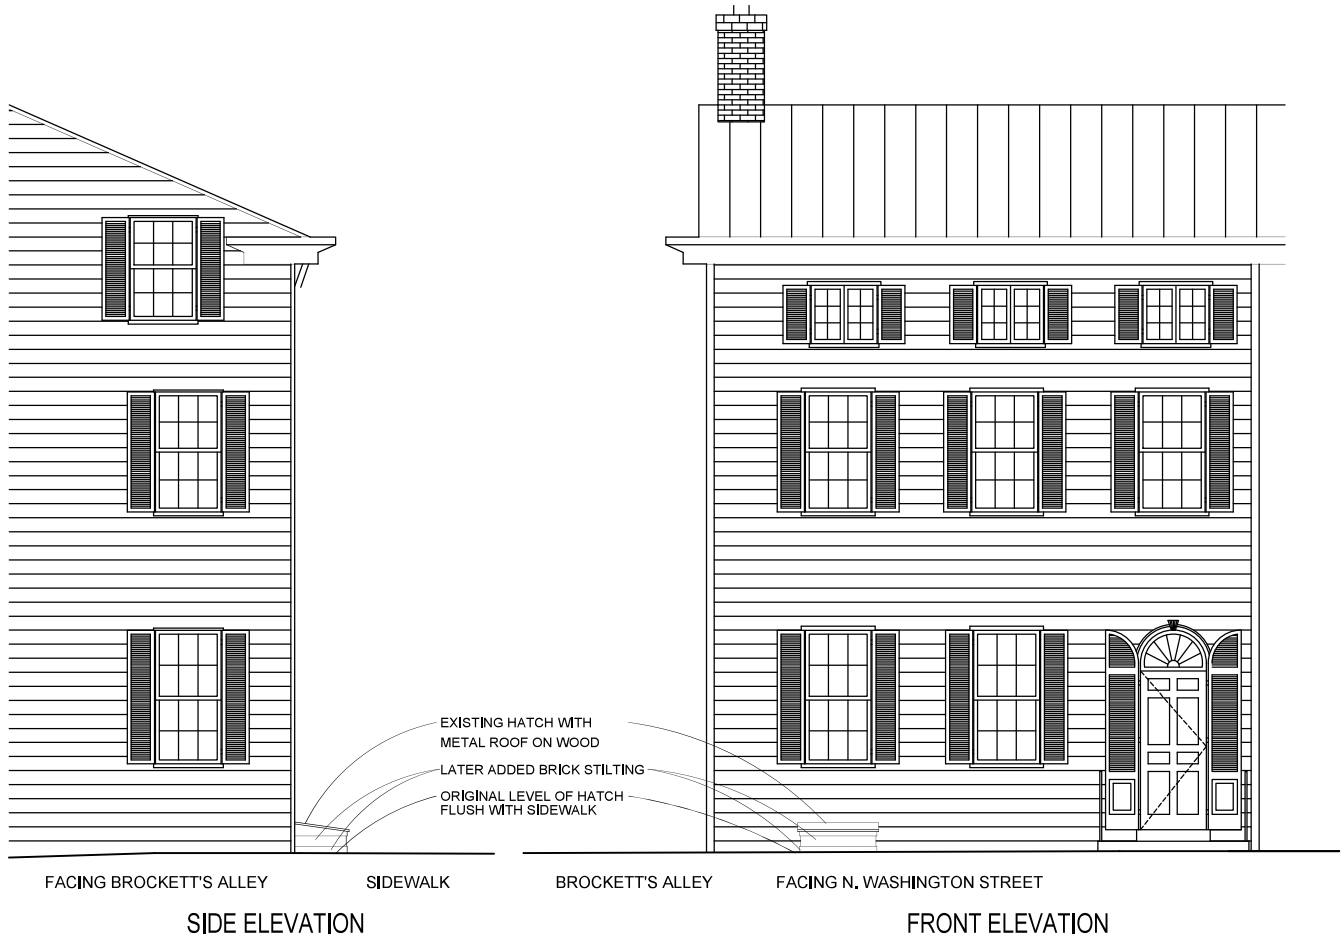 EXISTING HATCH WITH
METAL ROOF ON WOOD
LATER ADDED BRICK STILTING
ORIGINAL LEVEL OF HATCH
FLUSH WITH SIDEWALK
FACING BROCKETT'S ALLEY
SIDEWALK
BROCKETT'S ALLEY
FACING N. WASHINGTON STREET
SIDE ELEVATION
FRONT ELEVATION